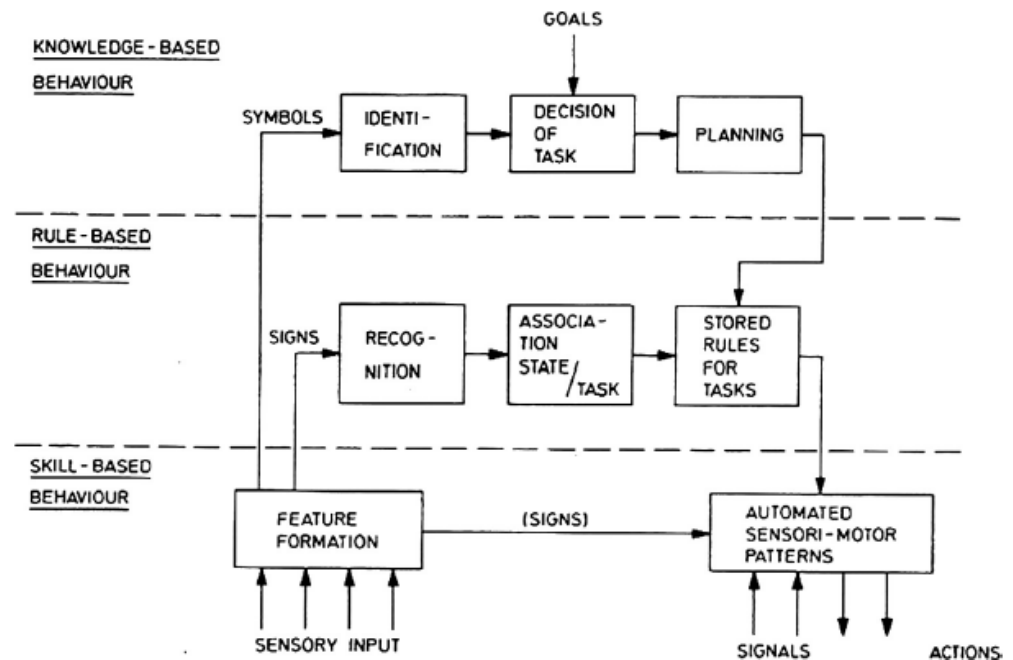 GOALS
KNOWLEDGE-BASED
BEHAVIOUR
SYMBOLS
IDENTI-
FICATION
DECISION
OF
TASK
PLANNING
RULE-BASED
BEHAVIOUR
SIGNS
RECOG-
NITION
ASSOCIA-
TION
STATE
/TASK
STORED
RULES
FOR
TASKS
SKILL-BASED
BEHAVIOUR
FEATURE
FORMATION
(SIGNS)
AUTOMATED
SENSORI-MOTOR
PATTERNS
SENSORY INPUT
SIGNALS
ACTIONS